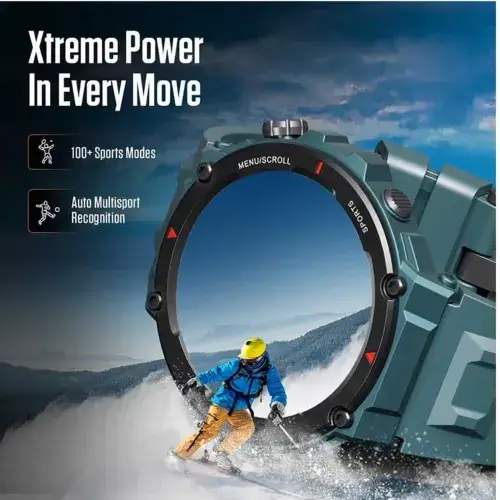 Xtreme Power
In Every Move
100+ Sports Modes
Auto Multisport
Recognition
MENU/SCROLL
SPORTS